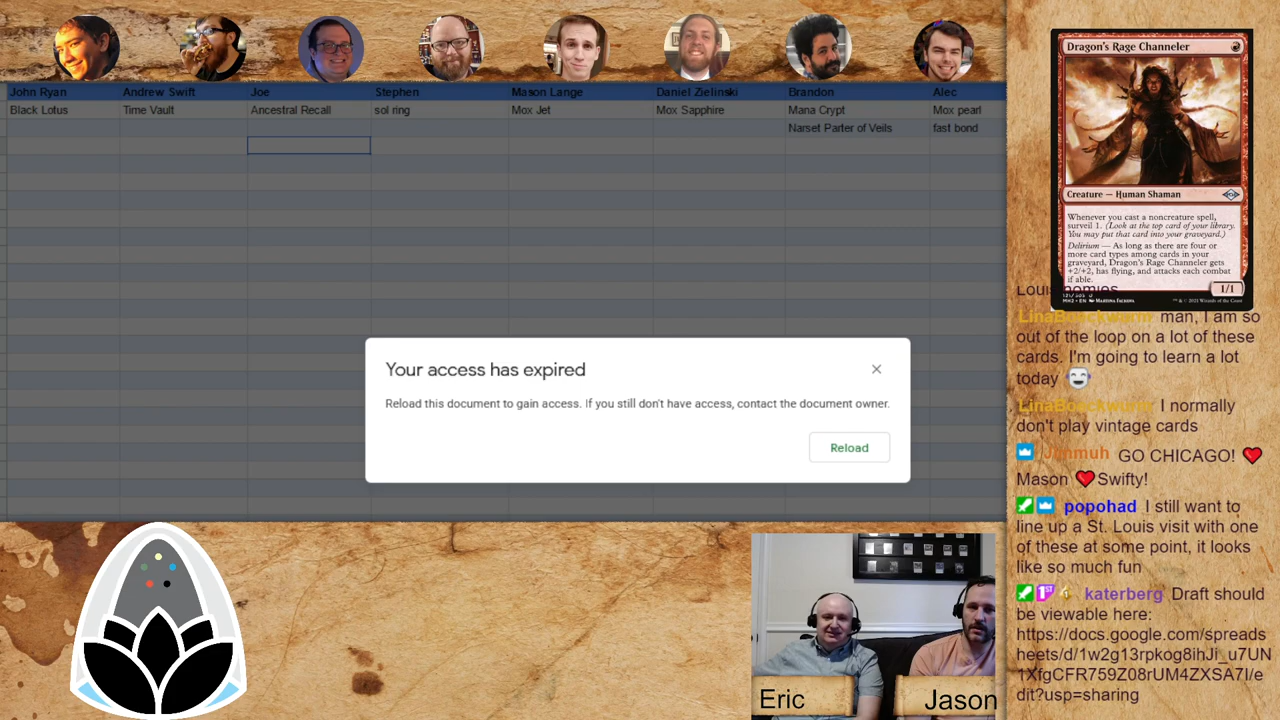 John Ryan Andrew Swift Joe Stephen Mason Lange Daniel Zielinski Brandon Alec
Black Lotus Time Vault Ancestral Recall sol ring Mox Jet Mox Sapphire Mana Crypt Mox pearl
Narset Parter of Veils fast bond
Your access has expired
Reload this document to gain access. If you still don't have access, contact the document owner.
Reload
Eric
Jason
Dragon's Rage Channeler
Creature — Human Shaman
Whenever you cast a noncreature spell,
surveil 1. (Look at the top card of your library.
You may put that card into your graveyard.)
Delirium — As long as there are four or
more card types among cards in your
graveyard, Dragon's Rage Channeler gets
+2/+2, has flying, and attacks each combat
if able.
1/1
man, I am so
out of the loop on a lot of these
cards. I'm going to learn a lot
today
I normally
don't play vintage cards
GO CHICAGO!
Mason Swifty!
popohad I still want to
line up a St. Louis visit with one
of these at some point, it looks
like so much fun
katerberg Draft should
be viewable here:
https://docs.google.com/spreads
heets/d/1w2g13rpkog8ihJi_u7UN
1XfgCFR759Z08rUM4ZXSA7I/e
dit?usp=sharing